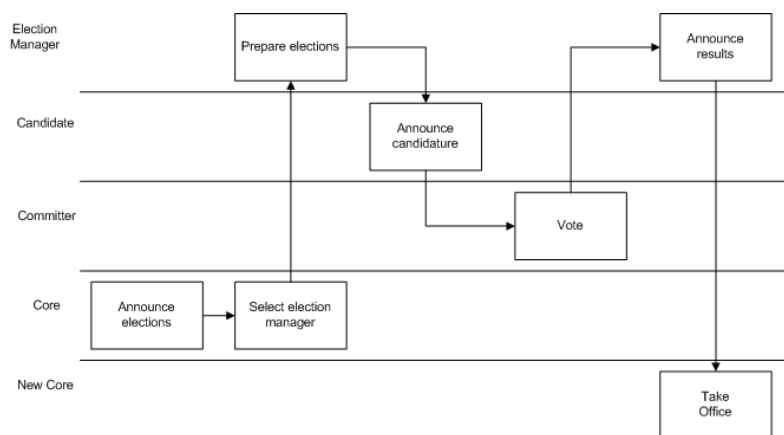 Election
Manager
Prepare elections
Announce
results
Candidate
Announce
candidature
Committer
Vote
Core
Announce
elections
Select election
manager
New Core
Take
Office